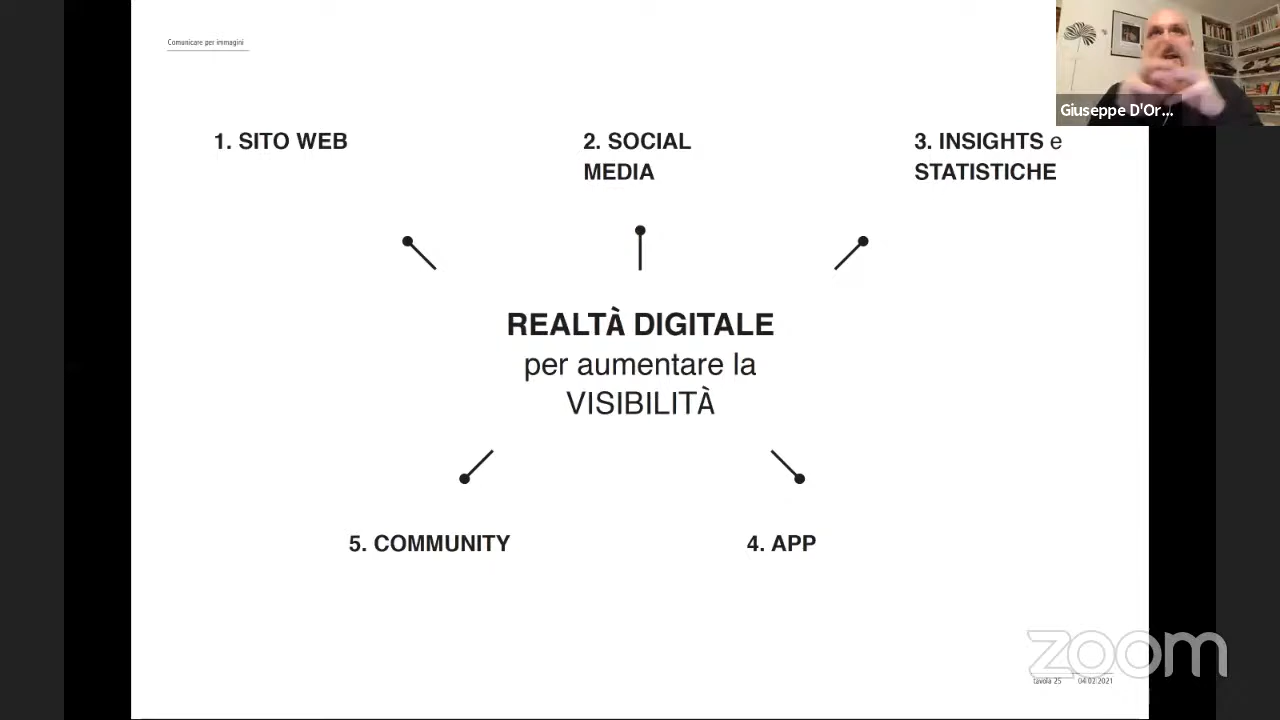 Comunicare per immagini
Giuseppe D'Or...
1. SITO WEB
2. SOCIAL
MEDIA
3. INSIGHTS e
STATISTICHE
REALTÀ DIGITALE
per aumentare la
VISIBILITÀ
5. COMMUNITY
4. APP
zoom
tavola 25
04.02.2021